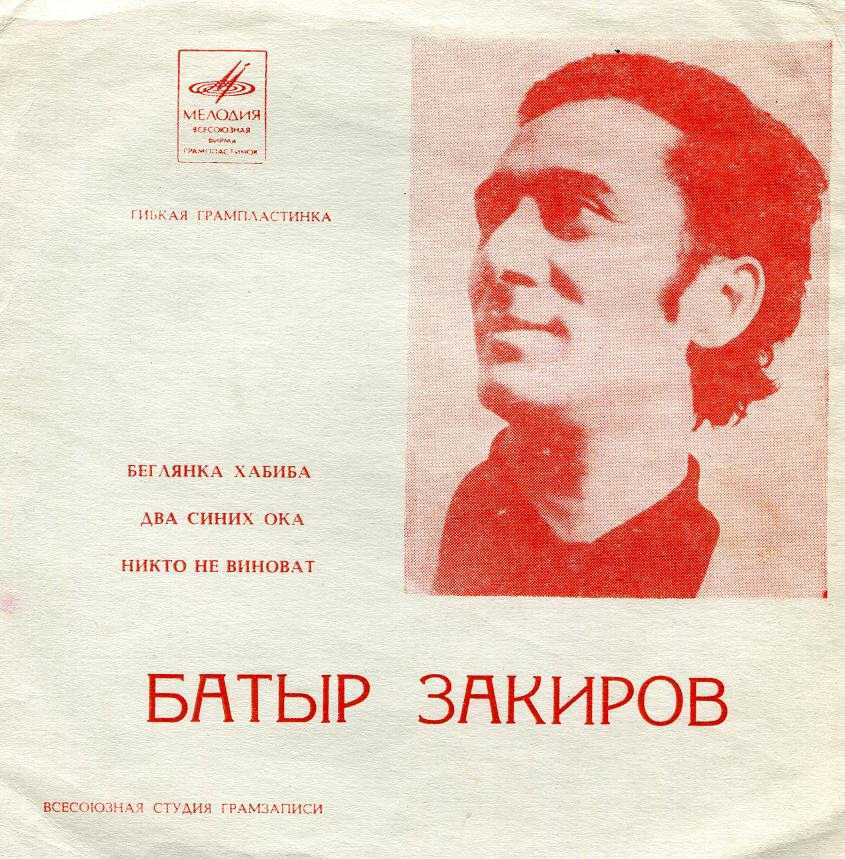 МЕЛОДИЯ
ВСЕСОЮЗНАЯ
ФИРМА
ГРАМПЛАСТИНОК
ГИБКАЯ ГРАМПЛАСТИНКА
БЕГЛЯНКА ХАБИБА
ДВА СИНИХ ОКА
НИКТО НЕ ВИНОВАТ
БАТЫР ЗАКИРОВ
ВСЕСОЮЗНАЯ СТУДИЯ ГРАМЗАПИСИ